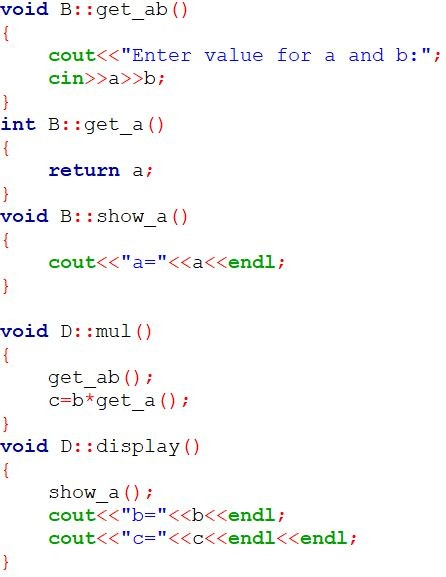 void B::get_ab()
{
    cout<<"Enter value for a and b:";
    cin>>a>>b;
}
int B::get_a()
{
    return a;
}
void B::show_a()
{
    cout<<"a="<<a<<endl;
}

void D::mul()
{
    get_ab();
    c=b*get_a();
}
void D::display()
{
    show_a();
    cout<<"b="<<b<<endl;
    cout<<"c="<<c<<endl<<endl;
}